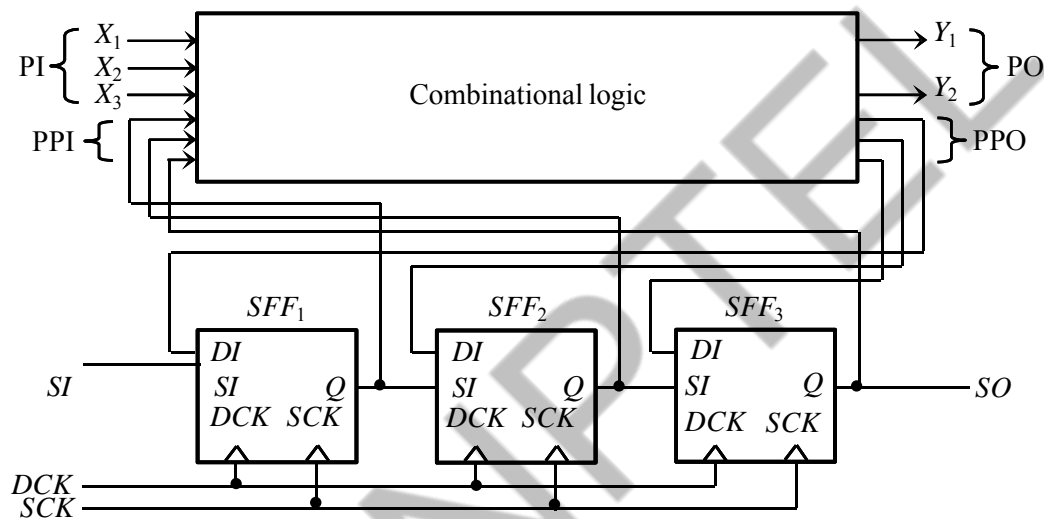 X1
Y1
PI
X2
Combinational logic
PO
X3
Y2
PPI
PPO
SFF1
SFF2
SFF3
DI
DI
DI
SI
SI
Q
SI
Q
SI
Q
SO
DCK
SCK
DCK
SCK
DCK
SCK
DCK
SCK
NPTEL